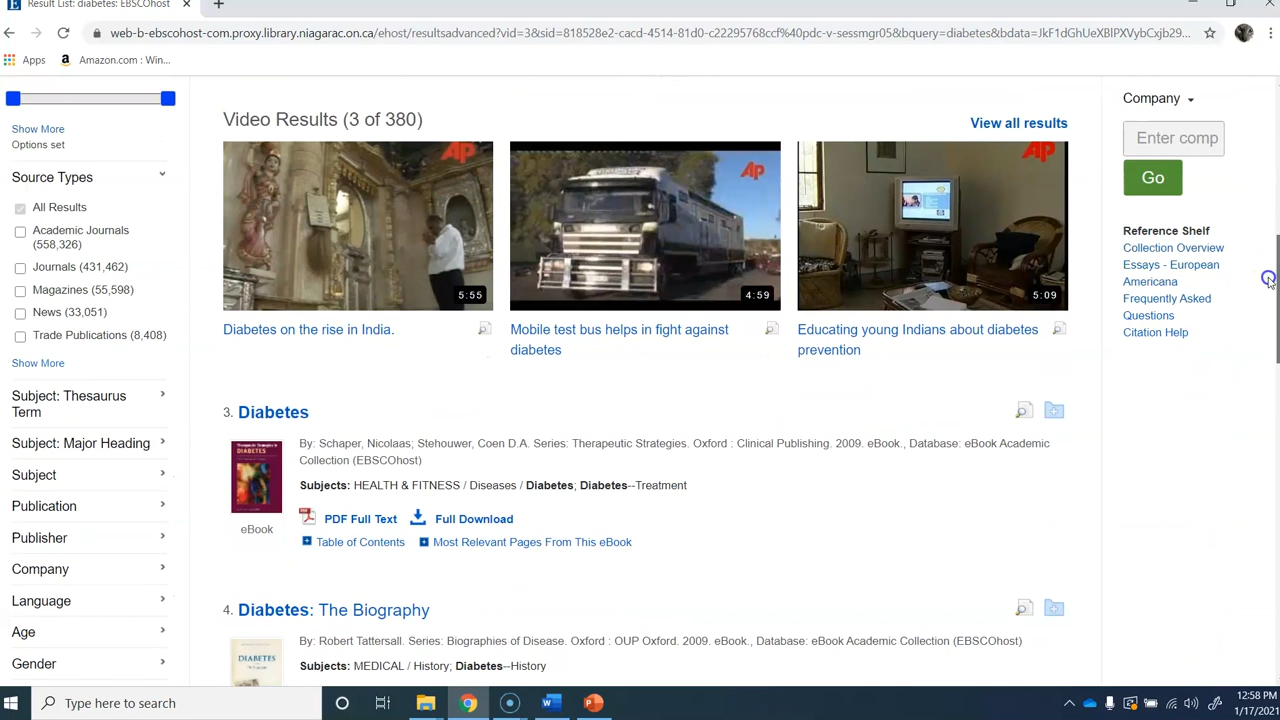 Result List: diabetes: EBSCOhost
web-b-ebscohost-com.proxy.library.niagarac.on.ca/ehost/resultsadvanced?vid=3&sid=818528e2-cacd-4514-81d0-c22295768ccf%40pdc-v-sessmgr05&bquery=diabetes&bdata=JkF1dGhUeXBlPXVybCxjb29...
Apps
Amazon.com : Win...
Show More
Options set
Source Types
All Results
Academic Journals
(558,326)
Journals (431,462)
Magazines (55,598)
News (33,051)
Trade Publications (8,408)
Show More
Subject: Thesaurus
Term
Subject: Major Heading
Subject
Publication
Publisher
Company
Language
Age
Gender
Video Results (3 of 380)
View all results
AP
5:55
AP
4:59
AP
5:09
Diabetes on the rise in India.
Mobile test bus helps in fight against
diabetes
Educating young Indians about diabetes
prevention
3. Diabetes
By: Schaper, Nicolaas; Stehouwer, Coen D.A. Series: Therapeutic Strategies. Oxford : Clinical Publishing. 2009. eBook., Database: eBook Academic
Collection (EBSCOhost)
Subjects: HEALTH & FITNESS / Diseases / Diabetes; Diabetes--Treatment
DIABETES
eBook
PDF Full Text
Full Download
Table of Contents
Most Relevant Pages From This eBook
4. Diabetes: The Biography
By: Robert Tattersall. Series: Biographies of Disease. Oxford : OUP Oxford. 2009. eBook., Database: eBook Academic Collection (EBSCOhost)
Subjects: MEDICAL / History; Diabetes--History
DIABETES
Company
Enter comp
Go
Reference Shelf
Collection Overview
Essays - European
Americana
Frequently Asked
Questions
Citation Help
Type here to search
12:58 PM
1/17/2021